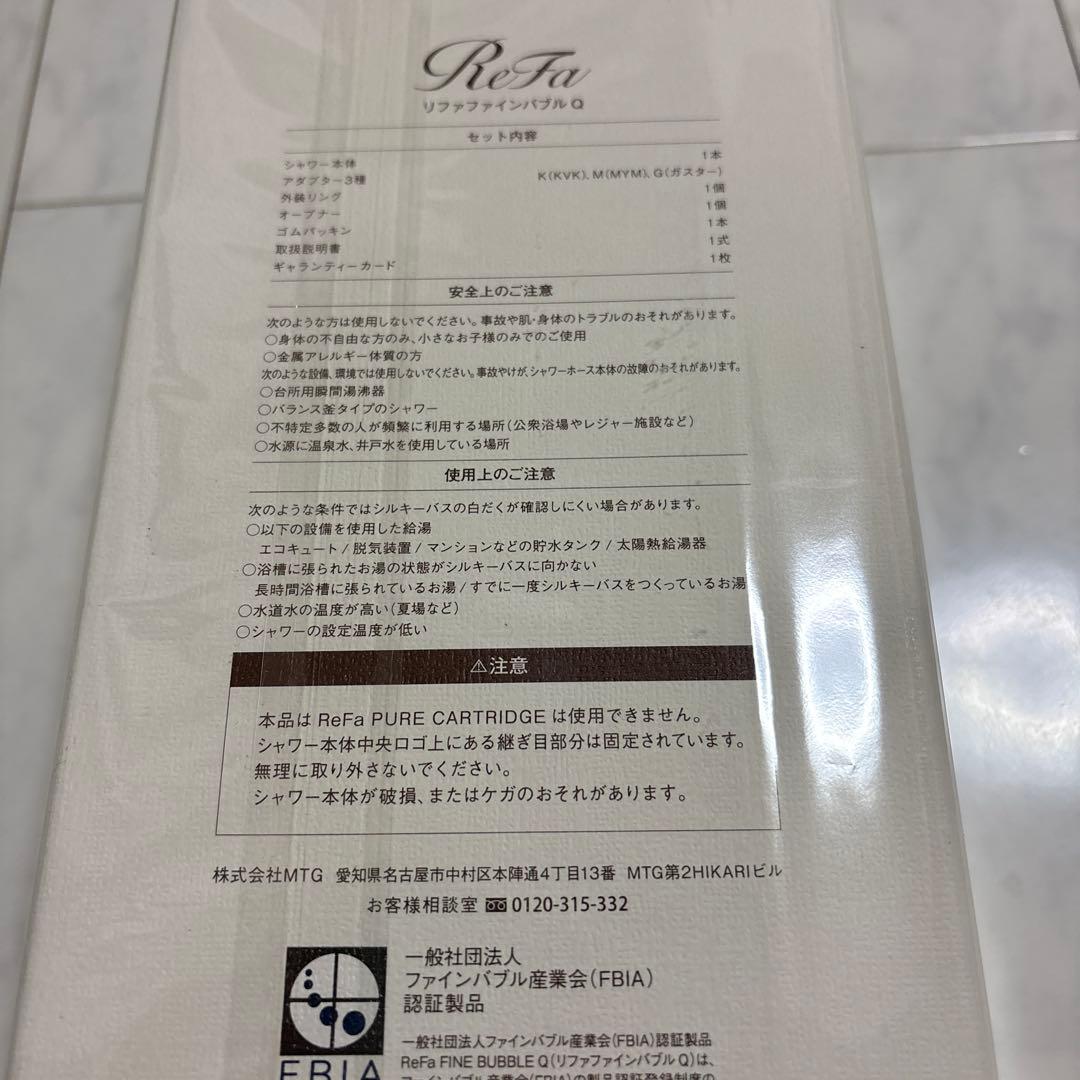 ReFa
リファファインバブルQ
セット内容
シャワー本体 1本
アダプター3種 K(KVK)、M(MYM)、G(ガスター)
外装リング 1個
オープナー 1個
ゴムパッキン 1本
取扱説明書 1式
ギャランティーカード 1枚
安全上のご注意
次のような方は使用しないでください。事故や肌・身体のトラブルのおそれがあります。
○身体の不自由な方のみ、小さなお子様のみでのご使用
○金属アレルギー体質の方
次のような設備、環境では使用しないでください。事故やけが、シャワーホース本体の故障のおそれがあります。
○台所用瞬間湯沸器
○バランス釜タイプのシャワー
○不特定多数の人が頻繁に利用する場所(公衆浴場やレジャー施設など)
○水源に温泉水、井戸水を使用している場所
使用上のご注意
次のような条件ではシルキーバスの白だくが確認しにくい場合があります。
○以下の設備を使用した給湯
エコキュート/脱気装置/マンションなどの貯水タンク/太陽熱給湯器
○浴槽に張られたお湯の状態がシルキーバスに向かない
長時間浴槽に張られているお湯/すでに一度シルキーバスをつくっているお湯
○水道水の温度が高い(夏場など)
○シャワーの設定温度が低い
⚠注意
本品は ReFa PURE CARTRIDGE は使用できません。
シャワー本体中央ロゴ上にある継ぎ目部分は固定されています。
無理に取り外さないでください。
シャワー本体が破損、またはケガのおそれがあります。
株式会社MTG 愛知県名古屋市中村区本陣通4丁目13番 MTG第2HIKARIビル
お客様相談室 0120-315-332
一般社団法人
ファインバブル産業会(FBIA)
認証製品
FBIA
一般社団法人ファインバブル産業会(FBIA)認証製品
ReFa FINE BUBBLE Q(リファファインバブルQ)は、
ファインバブル産業会(FBIA)の製品認証登録制度の